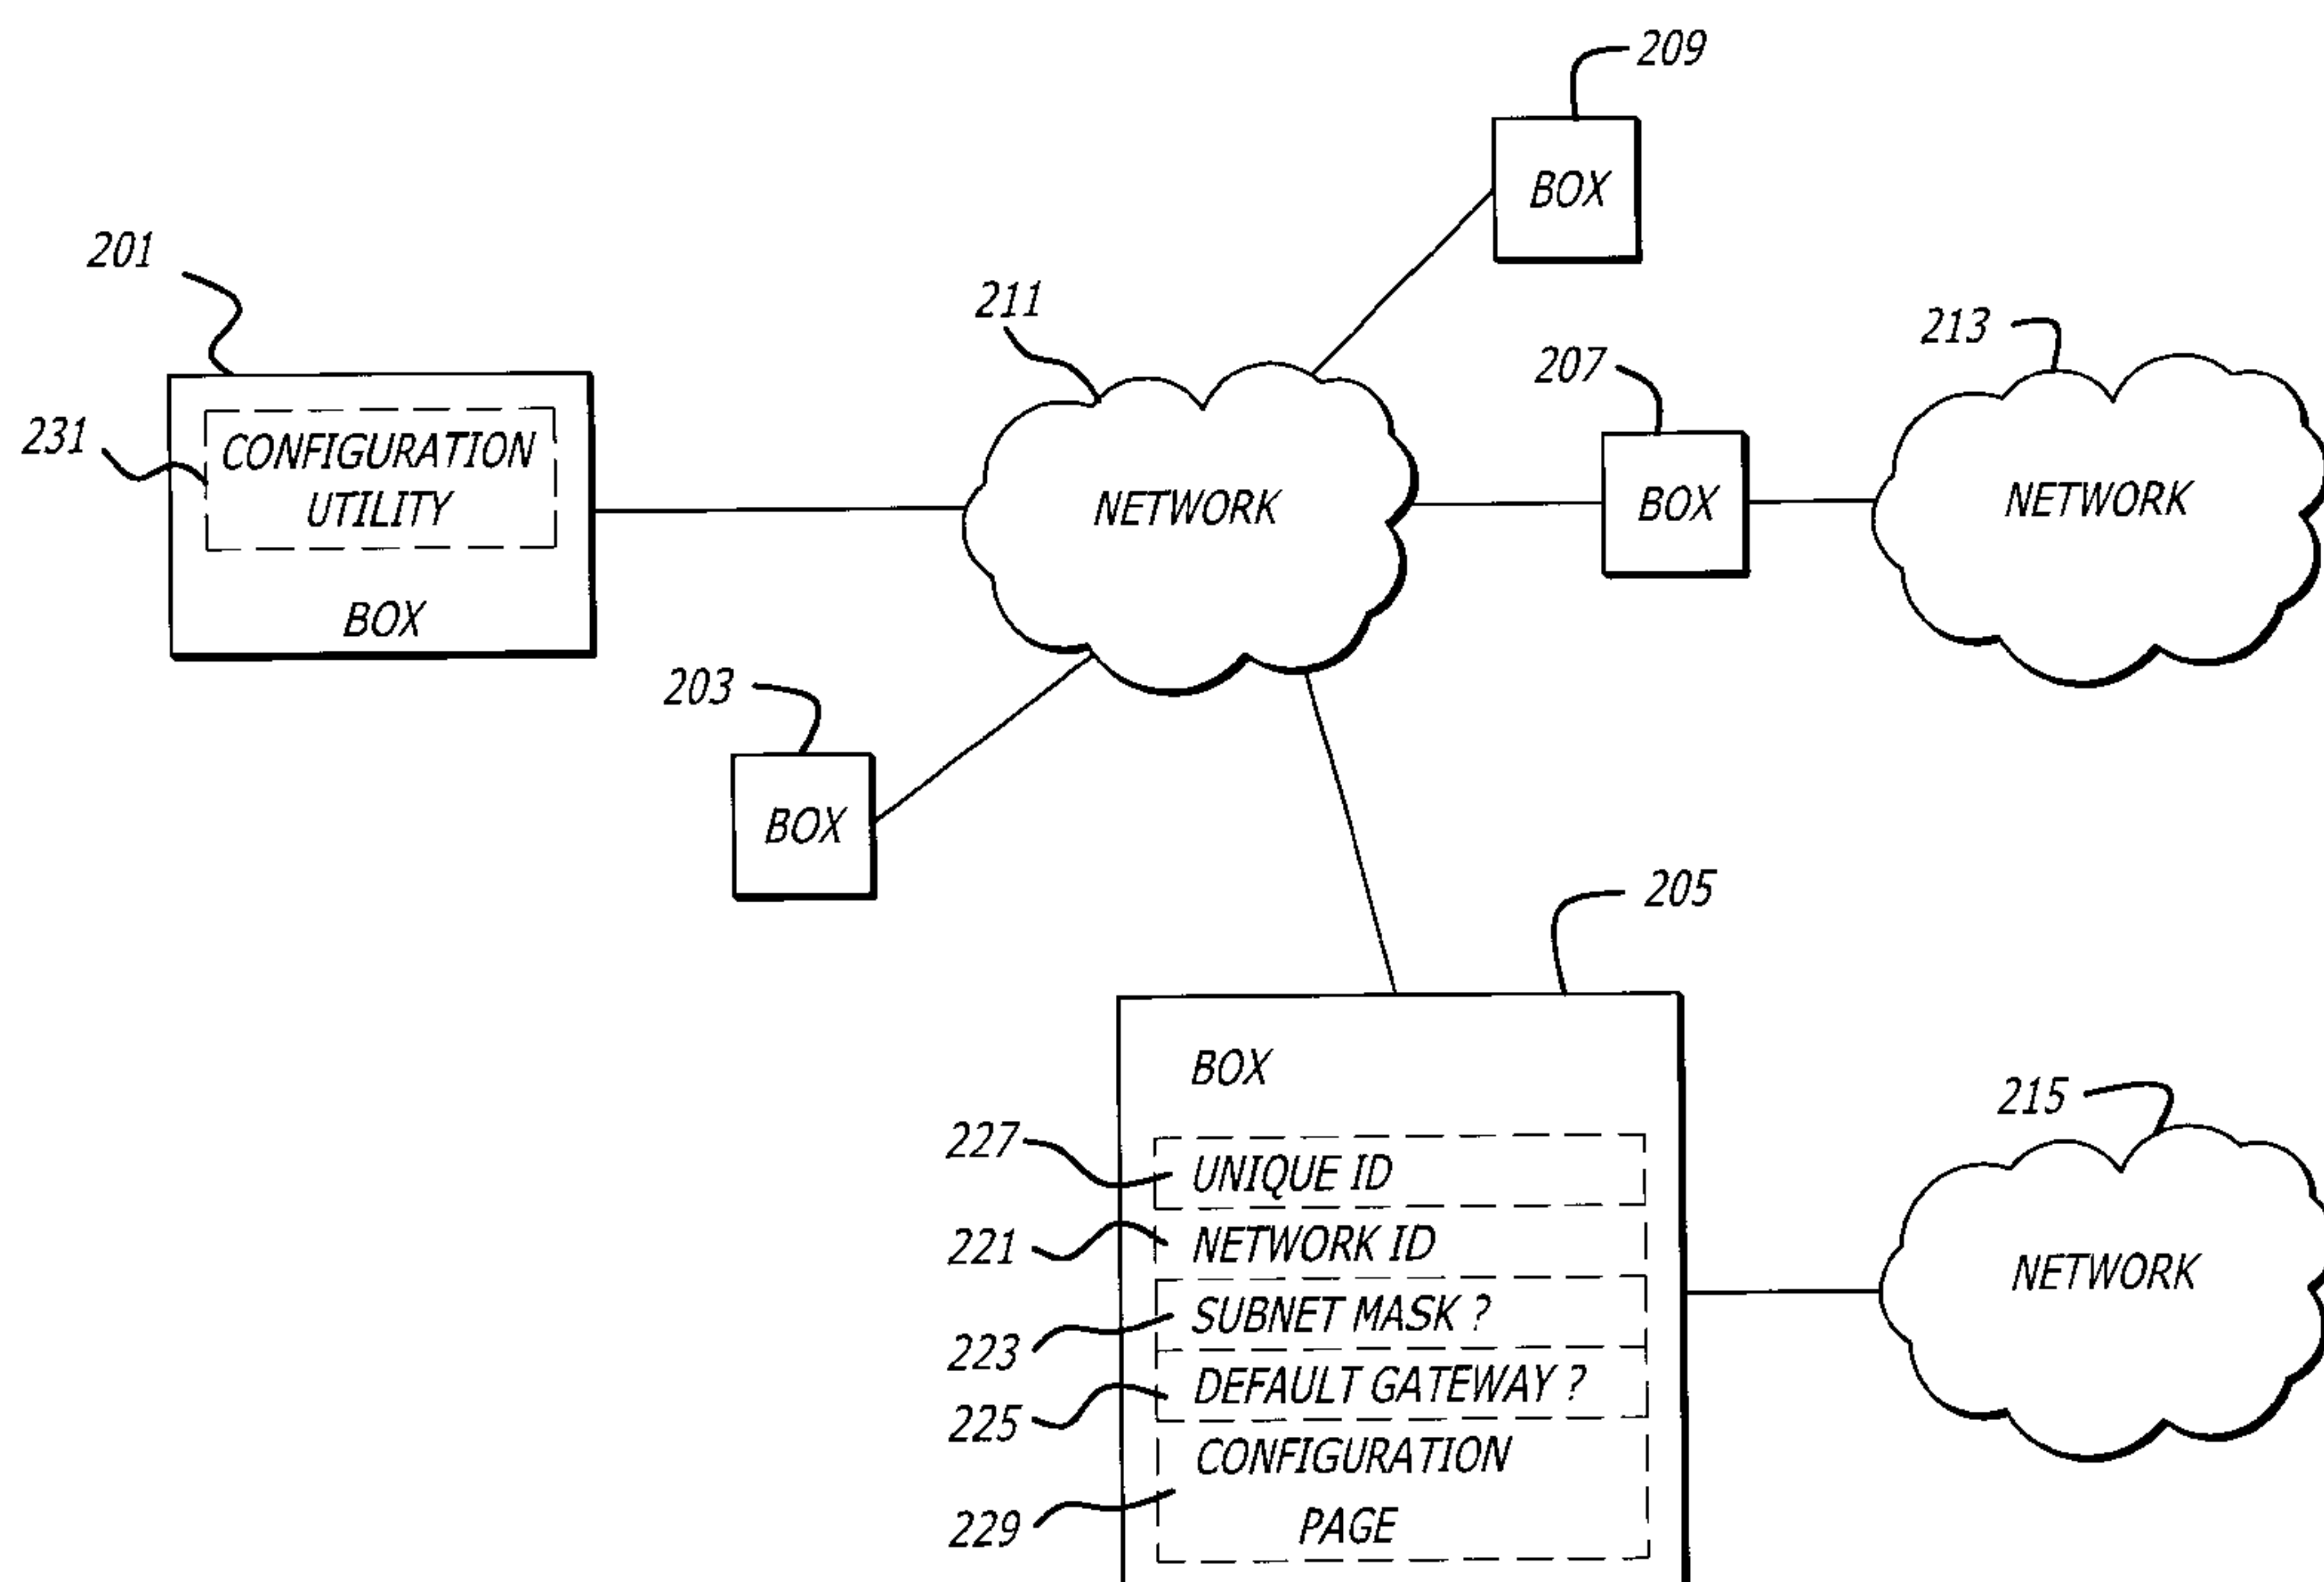 209
BOX
201
211
213
207
231
CONFIGURATION
UTILITY
BOX
NETWORK
BOX
NETWORK
203
BOX
205
BOX
215
227
UNIQUE ID
221
NETWORK ID
223
SUBNET MASK ?
225
DEFAULT GATEWAY ?
NETWORK
229
CONFIGURATION
PAGE